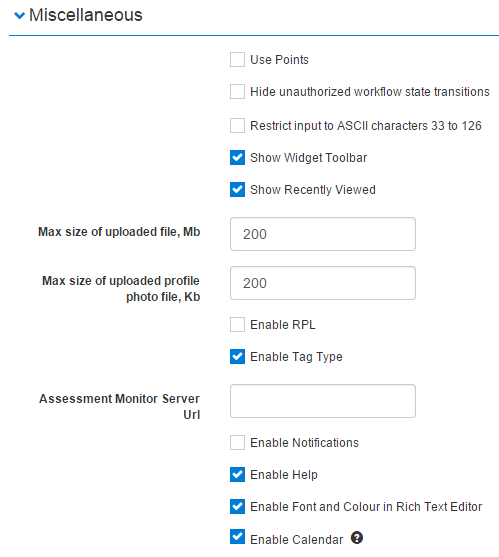 Miscellaneous
Use Points
Hide unauthorized workflow state transitions
Restrict input to ASCII characters 33 to 126
Show Widget Toolbar
Show Recently Viewed
Max size of uploaded file, Mb
200
Max size of uploaded profile
photo file, Kb
200
Enable RPL
Enable Tag Type
Assessment Monitor Server
Url
Enable Notifications
Enable Help
Enable Font and Colour in Rich Text Editor
Enable Calendar ?